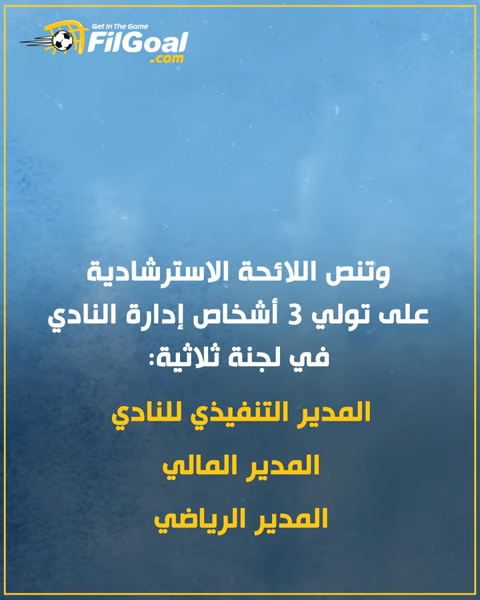 Get In The Game
FilGoal
.com
وتنص اللائحة الاسترشادية
على تولي 3 أشخاص إدارة النادي
في لجنة ثلاثية:
المدير التنفيذي للنادي
المدير المالي
المدير الرياضي